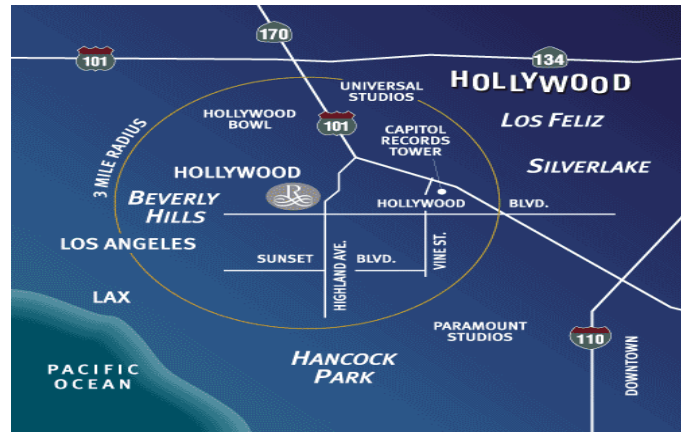 170
101
134
HOLLYWOOD
UNIVERSAL
STUDIOS
HOLLYWOOD
BOWL
101
CAPITOL
RECORDS
TOWER
LOS FELIZ
3 MILE RADIUS
HOLLYWOOD
R
SILVERLAKE
BEVERLY
HILLS
HOLLYWOOD BLVD.
LOS ANGELES
SUNSET BLVD.
HIGHLAND AVE.
VINE ST.
LAX
PARAMOUNT
STUDIOS
110
DOWNTOWN
HANCOCK
PARK
PACIFIC
OCEAN